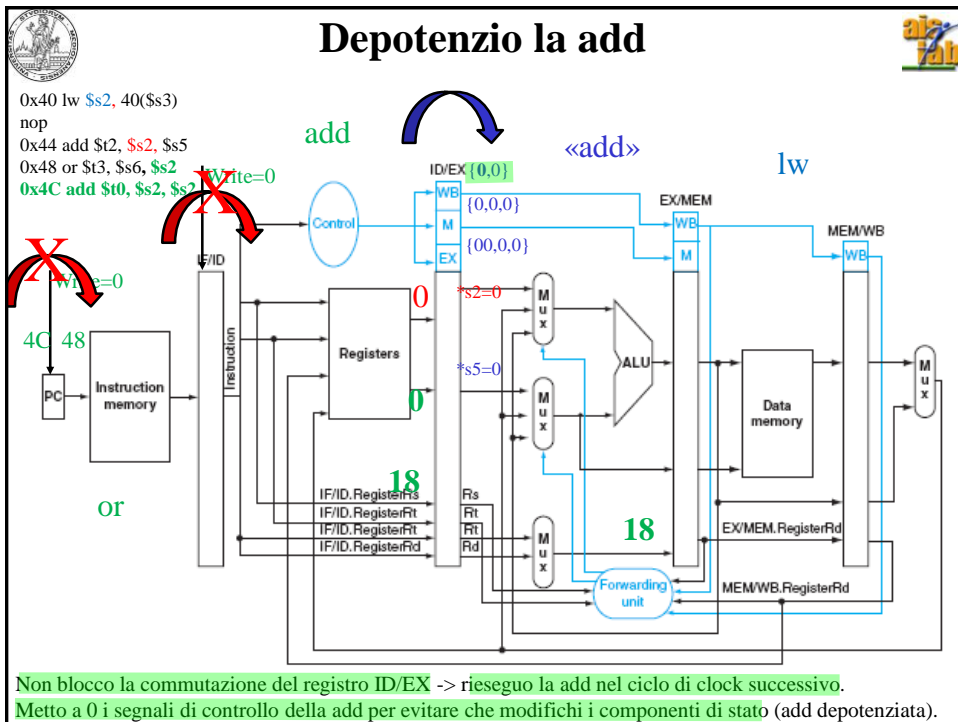 Depotenzio la add
0x40 lw $s2, 40($s3)
nop
0x44 add $t2, $s2, $s5
0x48 or $t3, $s6, $s2
0x4C add $t0, $s2, $s2
add
«add»
lw
or
X
Write=0
X
Write=0
4C 48
PC
Instruction memory
IF/ID
Instruction
Control
Registers
ID/EX
{0,0}
WB
{0,0,0}
M
{00,0,0}
EX
0
*s2=0
*s5=0
0
18
IF/ID.RegisterRs
IF/ID.RegisterRt
IF/ID.RegisterRt
IF/ID.RegisterRd
Rs
Rt
Rt
Rd
Mux
Mux
Mux
ALU
18
Forwarding unit
EX/MEM
WB
M
Data memory
EX/MEM.RegisterRd
MEM/WB.RegisterRd
MEM/WB
WB
Mux
Non blocco la commutazione del registro ID/EX -> rieseguo la add nel ciclo di clock successivo.
Metto a 0 i segnali di controllo della add per evitare che modifichi i componenti di stato (add depotenziata).